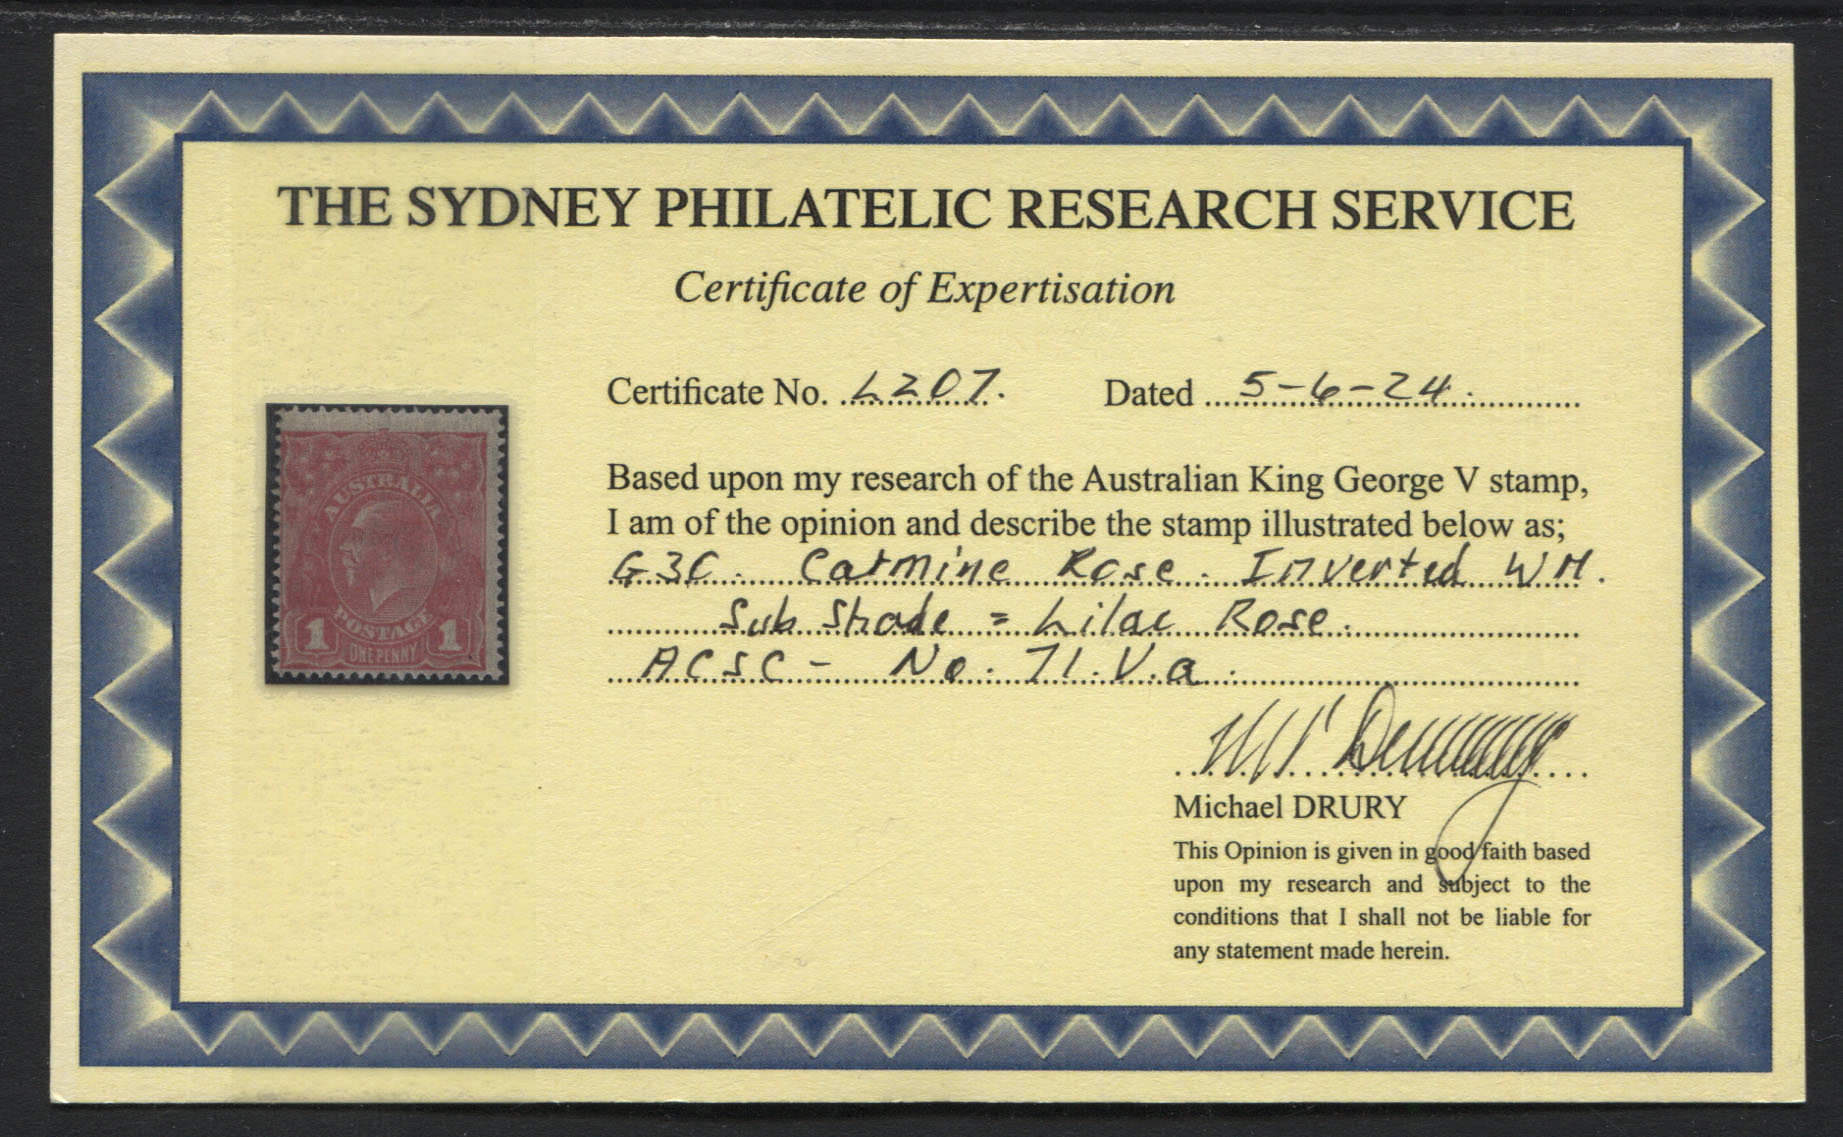 THE SYDNEY PHILATELIC RESEARCH SERVICE
Certificate of Expertisation
Certificate No. L207. Dated 5-6-24.
Based upon my research of the Australian King George V stamp,
I am of the opinion and describe the stamp illustrated below as;
G3C. Carmine Rose. Inverted WM.
Sub Shade = Lilac Rose.
ACSC - No. 71.V.a.
AUSTRALIA
POSTAGE
1 ONE PENNY 1
Michael DRURY
This Opinion is given in good faith based
upon my research and subject to the
conditions that I shall not be liable for
any statement made herein.